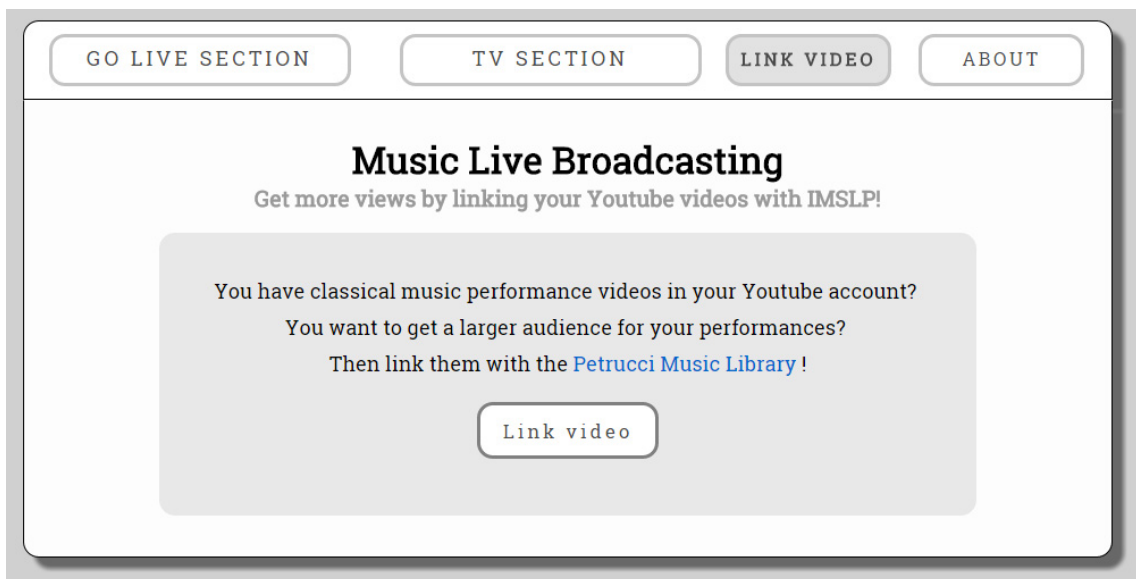 GO LIVE SECTION TV SECTION LINK VIDEO ABOUT
Music Live Broadcasting
Get more views by linking your Youtube videos with IMSLP!
You have classical music performance videos in your Youtube account?
You want to get a larger audience for your performances?
Then link them with the Petrucci Music Library !
Link video